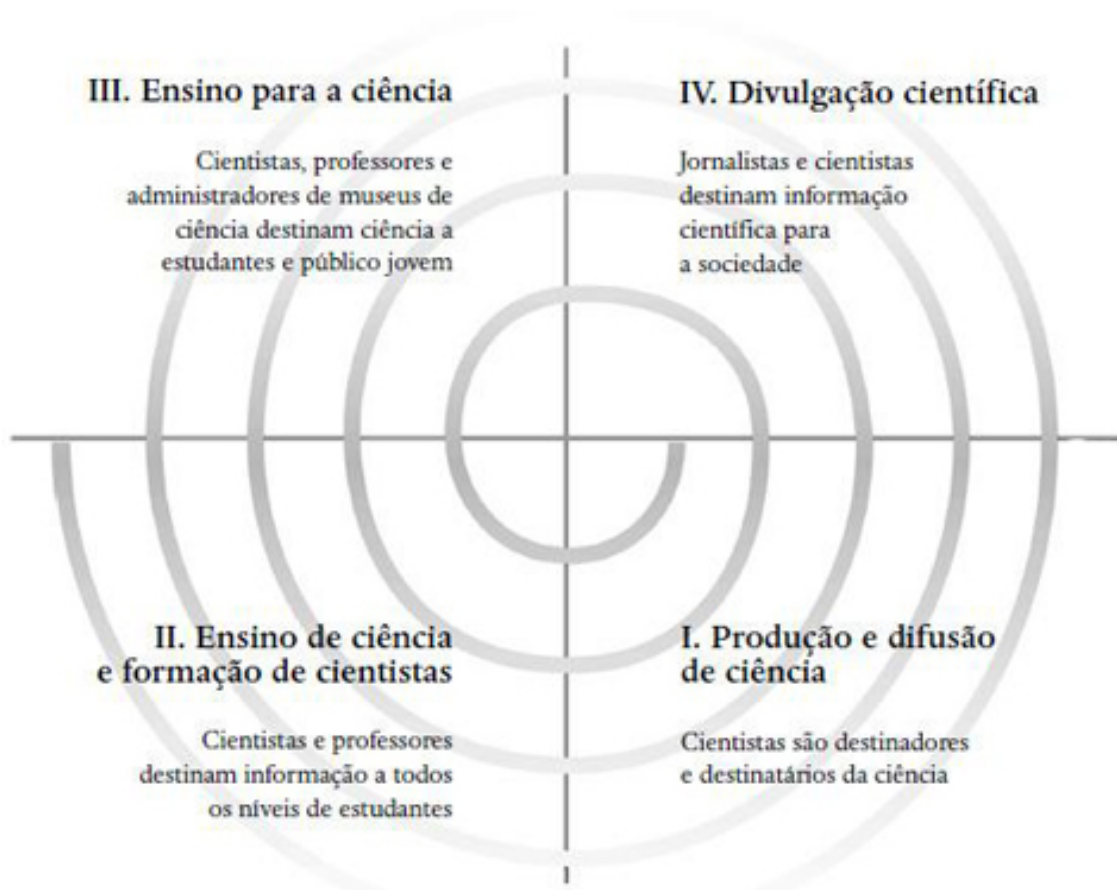 III. Ensino para a ciência
Cientistas, professores e
administradores de museus de
ciência destinam ciência a
estudantes e público jovem
IV. Divulgação científica
Jornalistas e cientistas
destinam informação
científica para
a sociedade
II. Ensino de ciência
e formação de cientistas
Cientistas e professores
destinam informação a todos
os níveis de estudantes
I. Produção e difusão
de ciência
Cientistas são destinadores
e destinatários da ciência